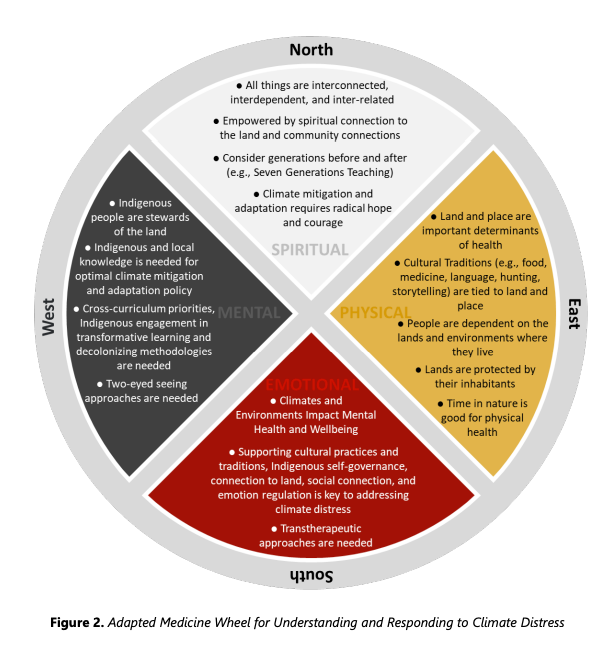 North
● All things are interconnected,
interdependent, and inter-related
● Empowered by spiritual connection to
the land and community connections
● Consider generations before and after
(e.g., Seven Generations Teaching)
● Climate mitigation and
adaptation requires radical hope
and courage
SPIRITUAL
West
● Indigenous
people are stewards
of the land
● Indigenous and local
knowledge is needed for
optimal climate mitigation
and adaptation policy
● Cross-curriculum priorities,
Indigenous engagement in
transformative learning and
decolonizing methodologies
are needed
● Two-eyed seeing
approaches are needed
MENTAL
PHYSICAL
● Land and place are
important determinants
of health
● Cultural Traditions (e.g., food,
medicine, language, hunting,
storytelling) are tied to land and
place
● People are dependent on the
lands and environments where
they live
● Lands are protected by
their inhabitants
● Time in nature is
good for physical
health
East
EMOTIONAL
● Climates and
Environments Impact Mental
Health and Wellbeing
● Supporting cultural practices and
traditions, Indigenous self-governance,
connection to land, social connection, and
emotion regulation is key to addressing
climate distress
● Transtherapeutic
approaches are needed
South
Figure 2. Adapted Medicine Wheel for Understanding and Responding to Climate Distress